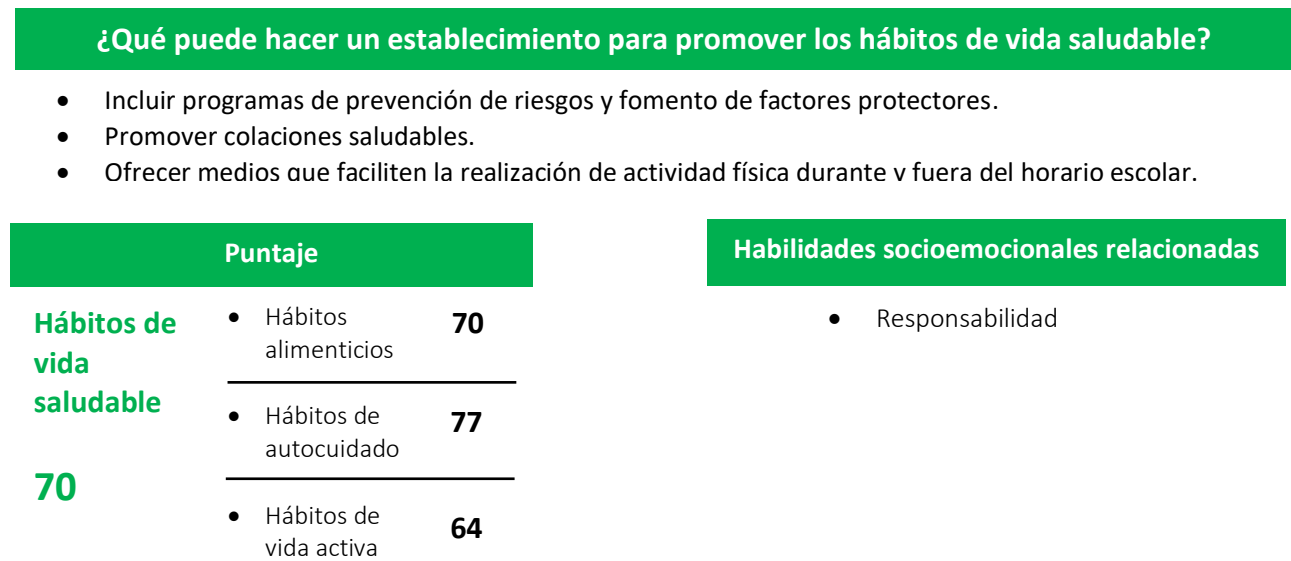 ¿Qué puede hacer un establecimiento para promover los hábitos de vida saludable?
• Incluir programas de prevención de riesgos y fomento de factores protectores.
• Promover colaciones saludables.
• Ofrecer medios que faciliten la realización de actividad física durante y fuera del horario escolar.
Puntaje
Hábitos de
vida
saludable
70
• Hábitos
alimenticios
70
• Hábitos de
autocuidado
77
• Hábitos de
vida activa
64
Habilidades socioemocionales relacionadas
• Responsabilidad